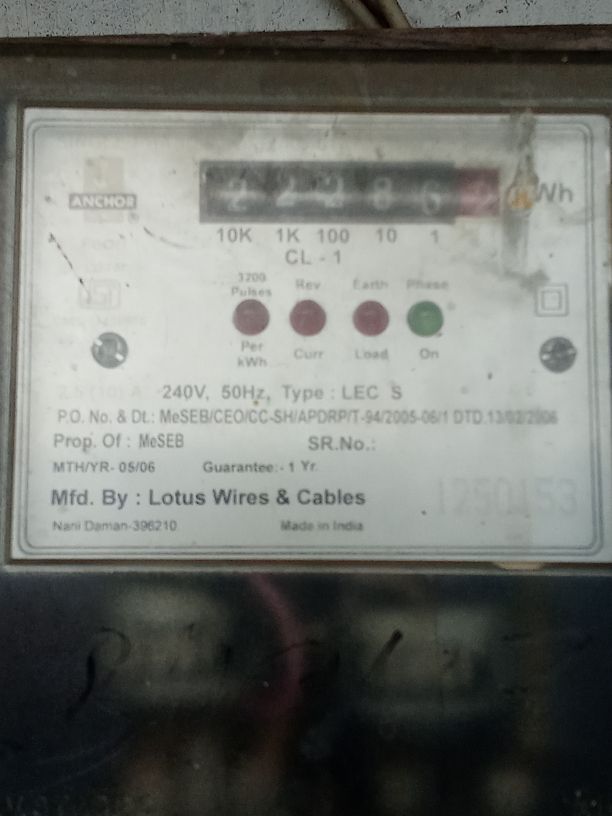 ANCHOR
Wh
10K 1K 100 10 1
CL - 1
3200 Pulses Per kWh
Rev Curr
Earth Load
Phase On
240V, 50Hz, Type : LEC S
P.O. No. & Dt.: MeSEB/CEO/CC-SH/APDRP/T-94/2005-06/1 DTD.13/02/2006
Prop. Of : MeSEB SR.No.:
MTH/YR- 05/06 Guarantee:- 1 Yr.
Mfd. By : Lotus Wires & Cables
1250153
Nani Daman-396210 Made in India